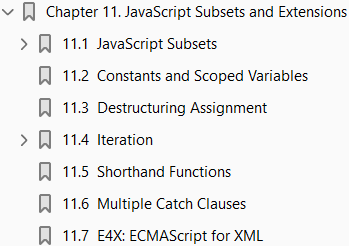 Chapter 11. JavaScript Subsets and Extensions
11.1 JavaScript Subsets
11.2 Constants and Scoped Variables
11.3 Destructuring Assignment
11.4 Iteration
11.5 Shorthand Functions
11.6 Multiple Catch Clauses
11.7 E4X: ECMAScript for XML